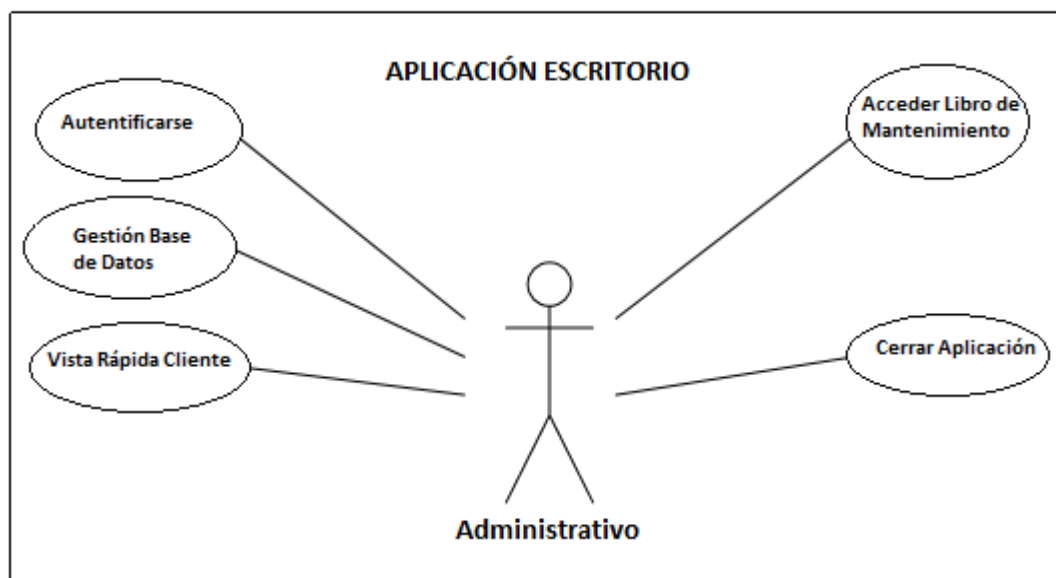 APLICACIÓN ESCRITORIO
Autentificarse
Gestión Base
de Datos
Vista Rápida Cliente
Acceder Libro de
Mantenimiento
Cerrar Aplicación
Administrativo